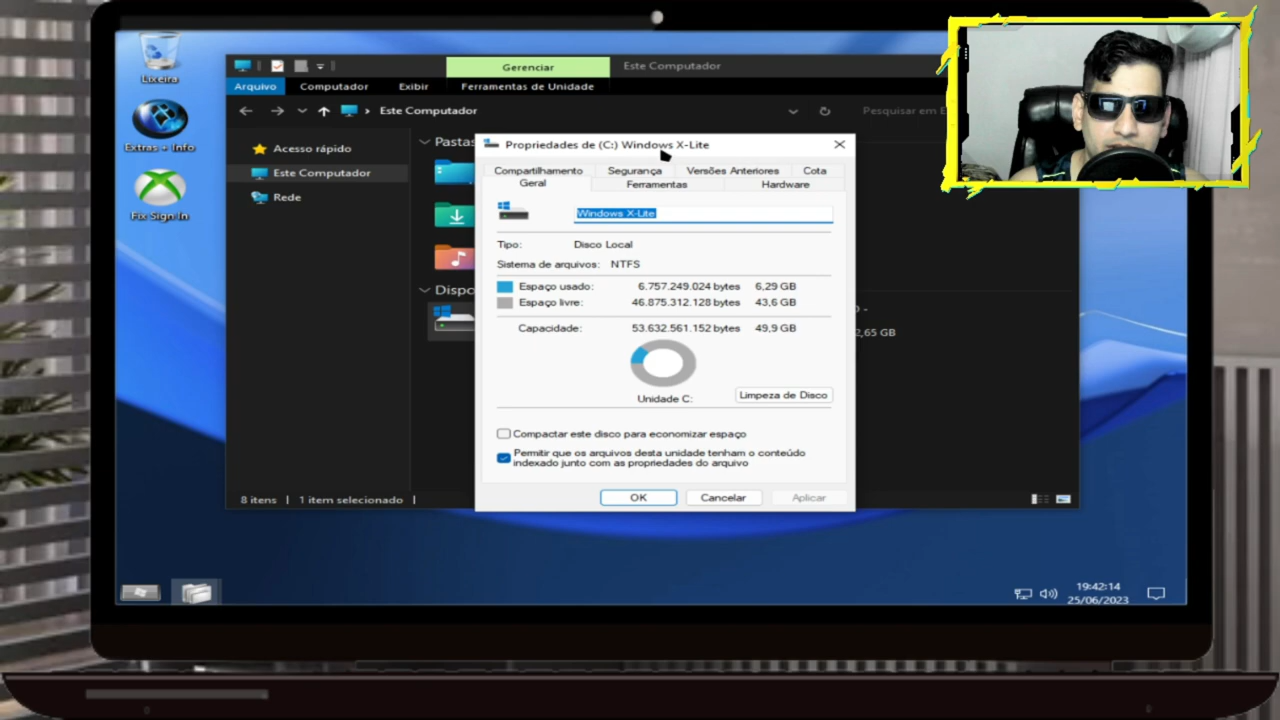 Lixeira
Extras + Info
Fix Sign In
Gerenciar
Este Computador
Arquivo
Computador
Exibir
Ferramentas de Unidade
Este Computador
Pesquisar em E
Acesso rápido
Este Computador
Rede
Pastas
Dispo
2,65 GB
8 itens
1 item selecionado
Propriedades de (C:) Windows X-Lite
Compartilhamento Segurança Versões Anteriores Cota
Geral Ferramentas Hardware
Windows X-Lite
Tipo: Disco Local
Sistema de arquivos: NTFS
Espaço usado: 6.757.249.024 bytes 6,29 GB
Espaço livre: 46.875.312.128 bytes 43,6 GB
Capacidade: 53.632.561.152 bytes 49,9 GB
Unidade C:
Limpeza de Disco
Compactar este disco para economizar espaço
Permitir que os arquivos desta unidade tenham o conteúdo
indexado junto com as propriedades do arquivo
OK Cancelar Aplicar
19:42:14
25/06/2023